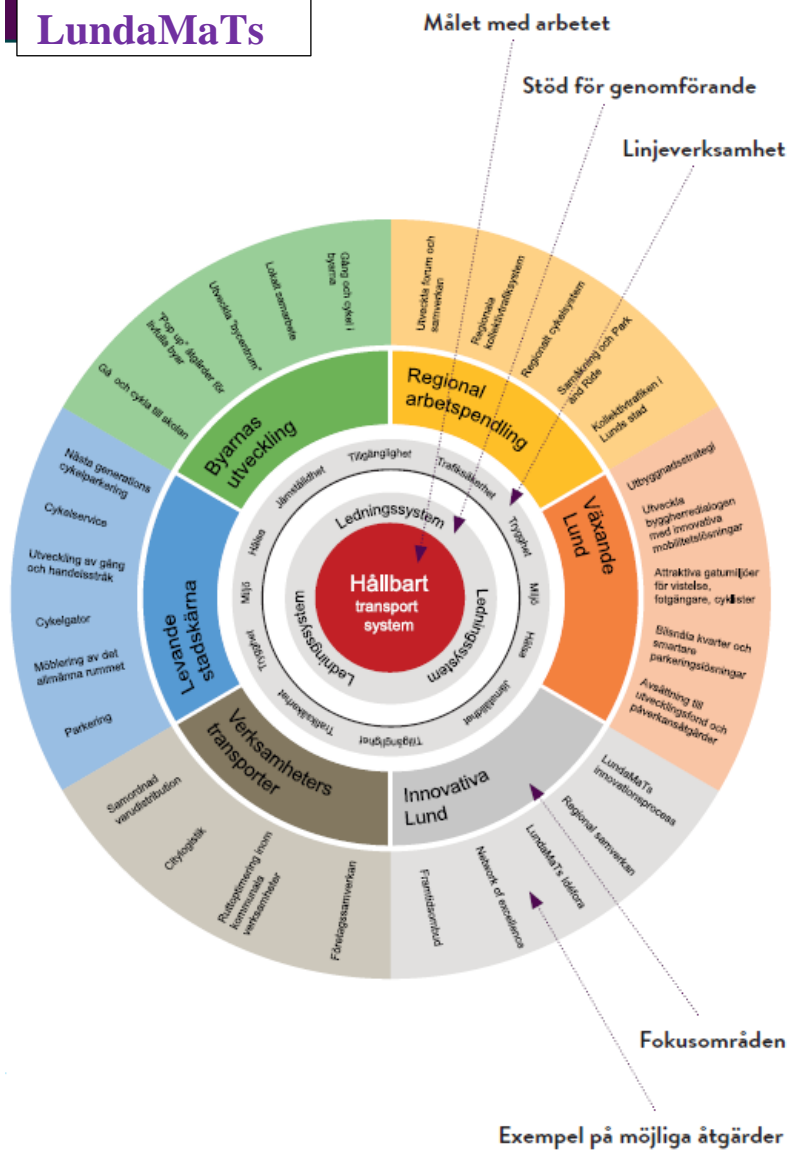 LundaMaTs
Målet med arbetet
Stöd för genomförande
Linjeverksamhet
Gång och cykel i
byarna
Lokalt samarbete
Utveckla "bycentrum"
"Pop up" åtgärder för
livfulla byar
Gå och cykla till skolan
Utveckla forum och
samverkan
Regionala
kollektivtrafiksystem
Regionalt cykelsystem
Samåkning och Park
and Ride
Kollektivtrafiken i
Lunds stad
Byarnas
utveckling
Regional
arbetspendling
Nästa generations
cykelparkering
Cykelservice
Utveckling av gång
och handelsstråk
Cykelgator
Möblering av det
allmänna rummet
Parkering
Levande
stadskärna
Växande
Lund
Utbyggnadsstrategi
Utveckla
byggherredialogen
med innovativa
mobilitetslösningar
Attraktiva gatumiljöer
för vistelse,
fotgängare, cyklister
Bilsnåla kvarter och
smartare
parkeringslösningar
Avsättning till
utvecklingsfond och
påverkansåtgärder
Miljö
Hälsa
Jämställdhet
Tillgänglighet
Trafiksäkerhet
Trygghet
Miljö
Hälsa
Jämställdhet
Tillgänglighet
Trafiksäkerhet
Trygghet
Ledningssystem
Ledningssystem
Ledningssystem
Hållbart
transport
system
Verksamheters
transporter
Innovativa
Lund
Samordnad
varudistribution
Citylogistik
Ruttoptimering inom
kommunala
verksamheter
Företagssamverkan
Framtidsombud
Network of excellence
LundaMaTs Idéfora
Regional samverkan
LundaMaTs
innovationsprocess
Fokusområden
Exempel på möjliga åtgärder